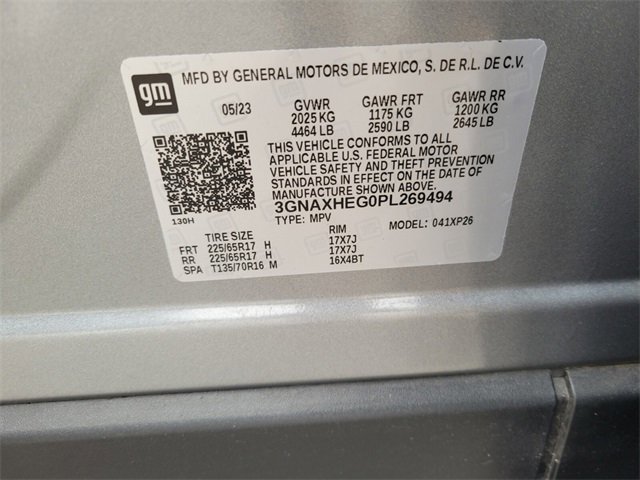 gm
MFD BY GENERAL MOTORS DE MEXICO, S. DE R.L. DE C.V.
05/23 GVWR GAWR FRT GAWR RR
2025 KG 1175 KG 1200 KG
4464 LB 2590 LB 2645 LB
THIS VEHICLE CONFORMS TO ALL
APPLICABLE U.S. FEDERAL MOTOR
VEHICLE SAFETY AND THEFT PREVENTION
STANDARDS IN EFFECT ON THE DATE OF
MANUFACTURE SHOWN ABOVE.
3GNAXHEG0PL269494
130H TYPE: MPV MODEL: 041XP26
TIRE SIZE RIM
FRT 225/65R17 H 17X7J
RR 225/65R17 H 17X7J
SPA T135/70R16 M 16X4BT